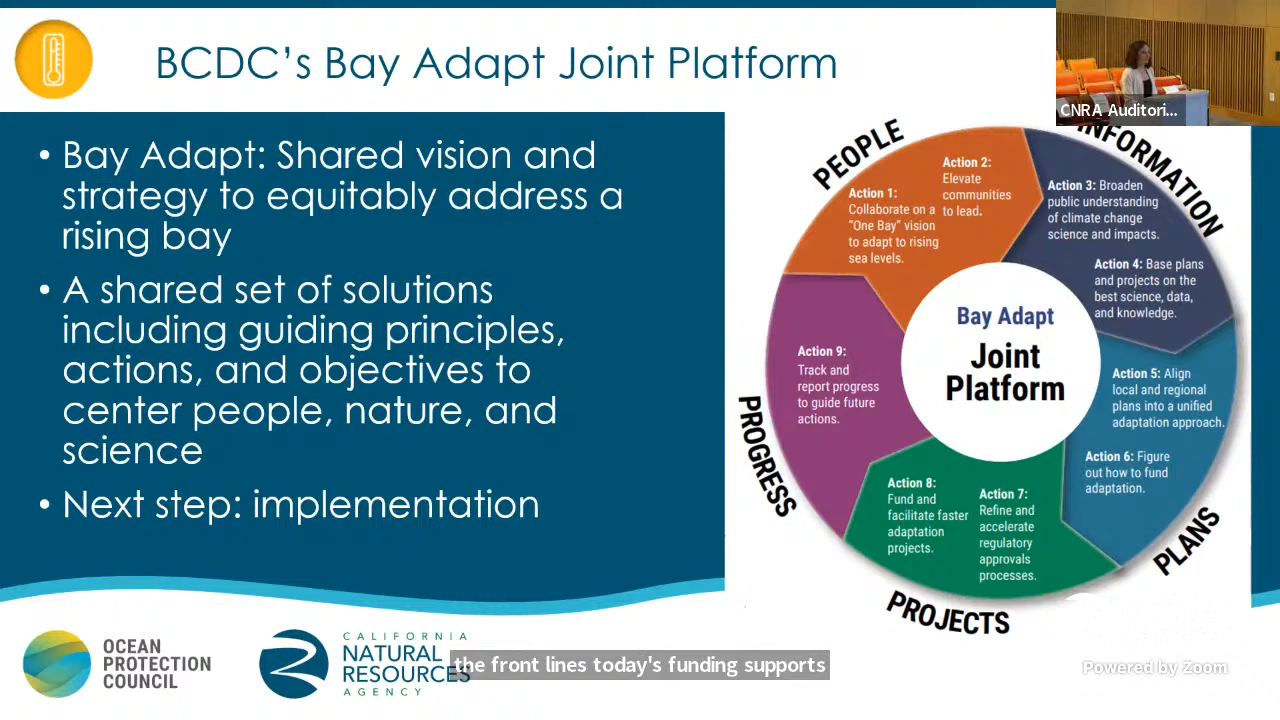 BCDC's Bay Adapt Joint Platform
CNRA Auditori...
• Bay Adapt: Shared vision and
strategy to equitably address a
rising bay
• A shared set of solutions
including guiding principles,
actions, and objectives to
center people, nature, and
science
• Next step: implementation
PEOPLE
Action 1:
Collaborate on a
"One Bay" vision
to adapt to rising
sea levels.
Action 2:
Elevate
communities
to lead.
INFORMATION
Action 3: Broaden
public understanding
of climate change
science and impacts.
Action 4: Base plans
and projects on the
best science, data,
and knowledge.
Bay Adapt
Joint
Platform
Action 5: Align
local and regional
plans into a unified
adaptation approach.
Action 6: Figure
out how to fund
adaptation.
PLANS
Action 7:
Refine and
accelerate
regulatory
approvals
processes.
Action 8:
Fund and
facilitate faster
adaptation
projects.
PROJECTS
Action 9:
Track and
report progress
to guide future
actions.
PROGRESS
OCEAN
PROTECTION
COUNCIL
CALIFORNIA
NATURAL
RESOURCES
AGENCY
the front lines today's funding supports
Powered by Zoom